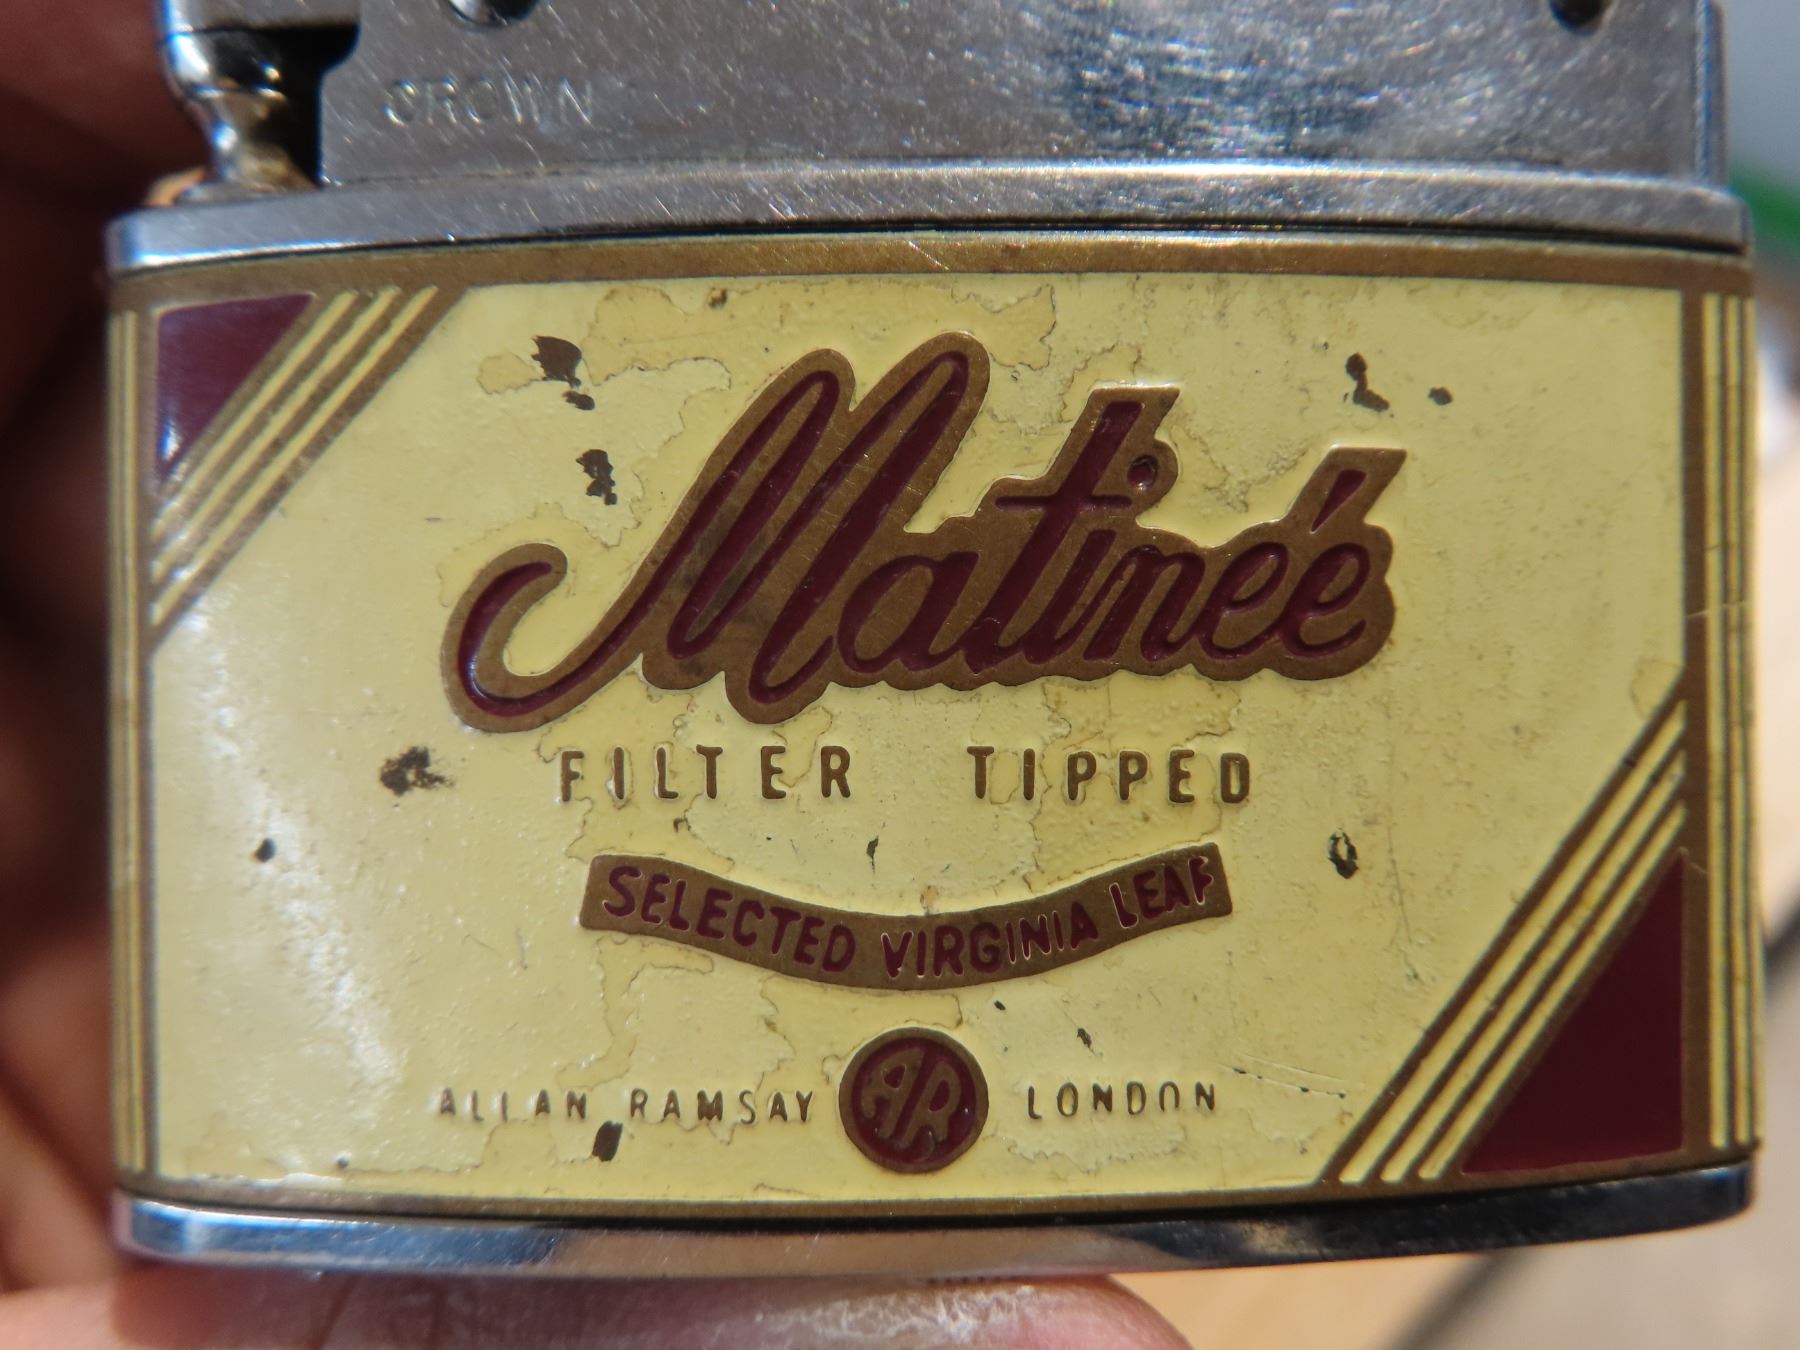 CROWN
Matineé
FILTER TIPPED
SELECTED VIRGINIA LEAF
ALLAN RAMSAY AR LONDON